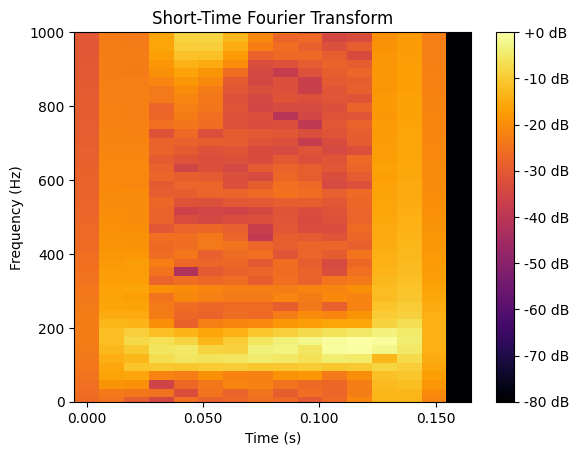 Short-Time Fourier Transform
1000
800
600
400
200
0
Frequency (Hz)
0.000
0.050
0.100
0.150
Time (s)
+0 dB
-10 dB
-20 dB
-30 dB
-40 dB
-50 dB
-60 dB
-70 dB
-80 dB